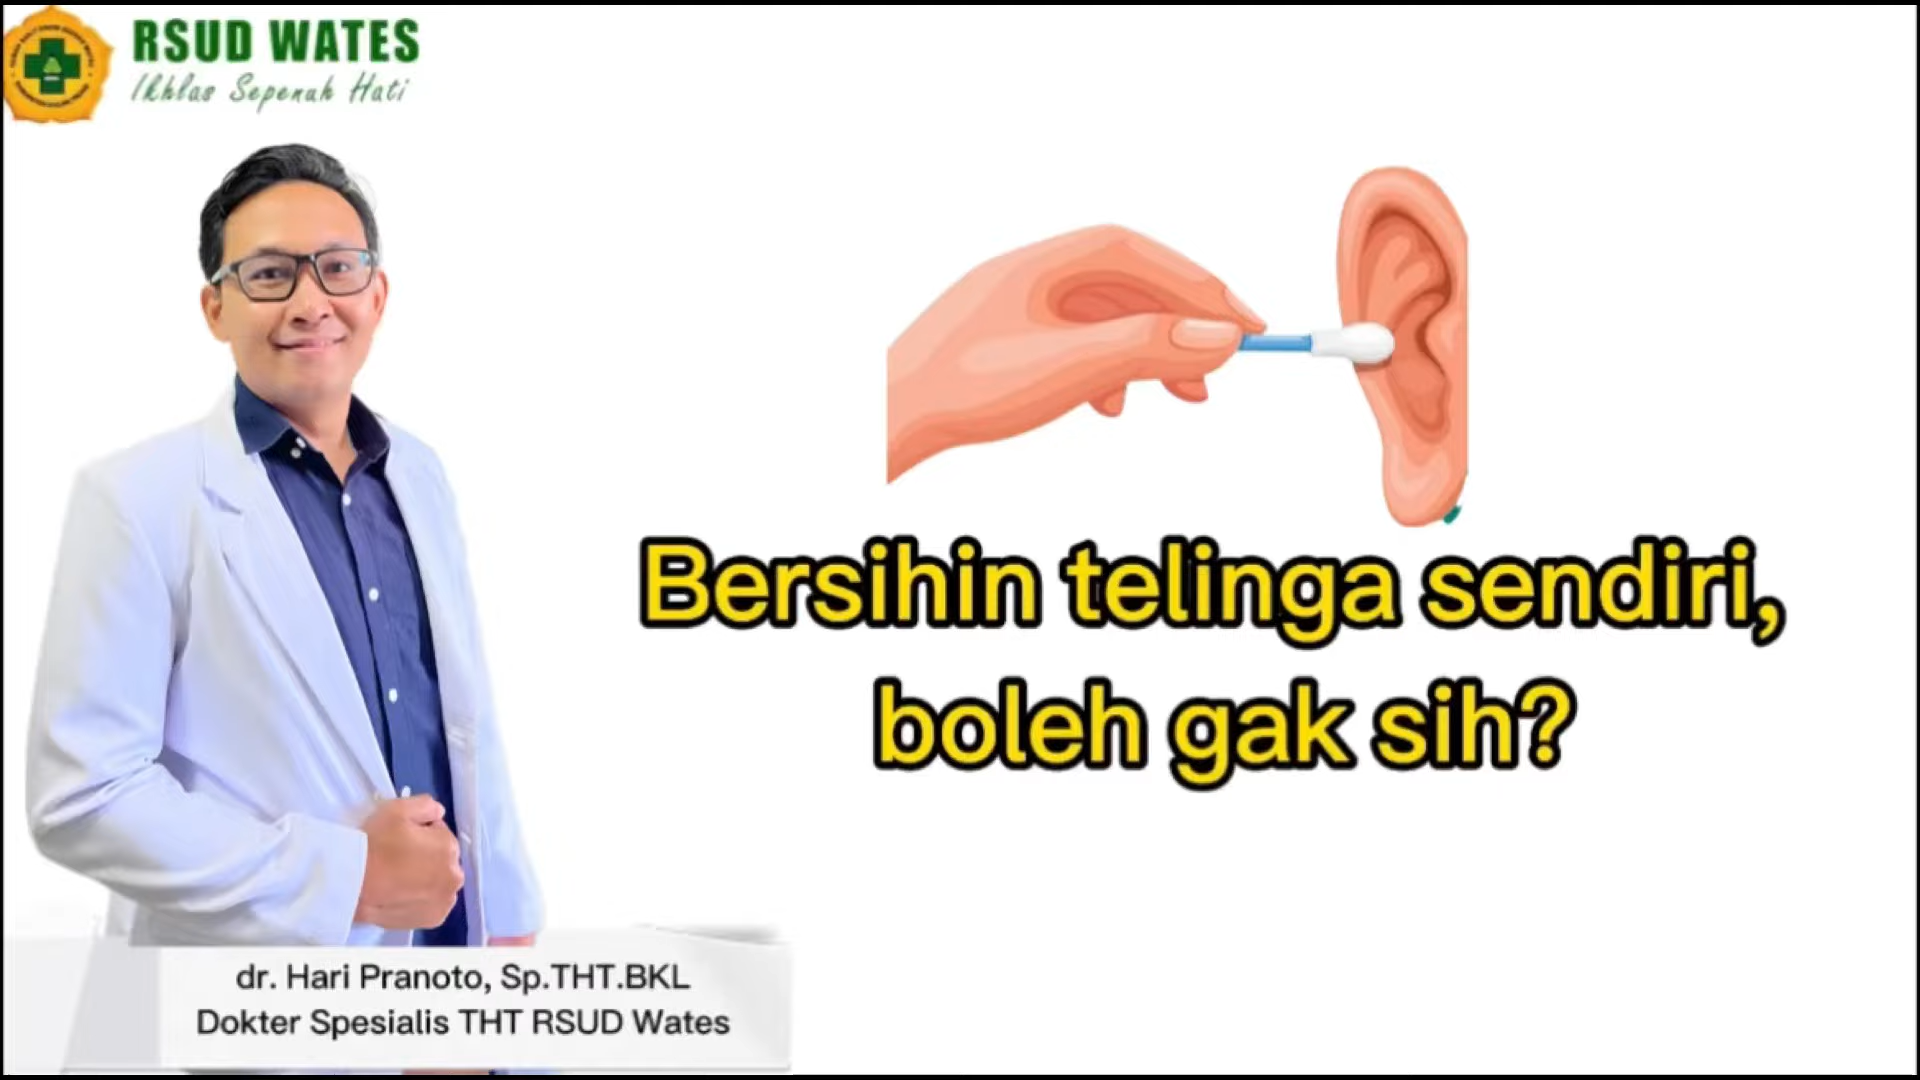 RSUD WATES
Ikhlas Sepenuh Hati
Bersihin telinga sendiri,
boleh gak sih?
dr. Hari Pranoto, Sp.THT.BKL
Dokter Spesialis THT RSUD Wates